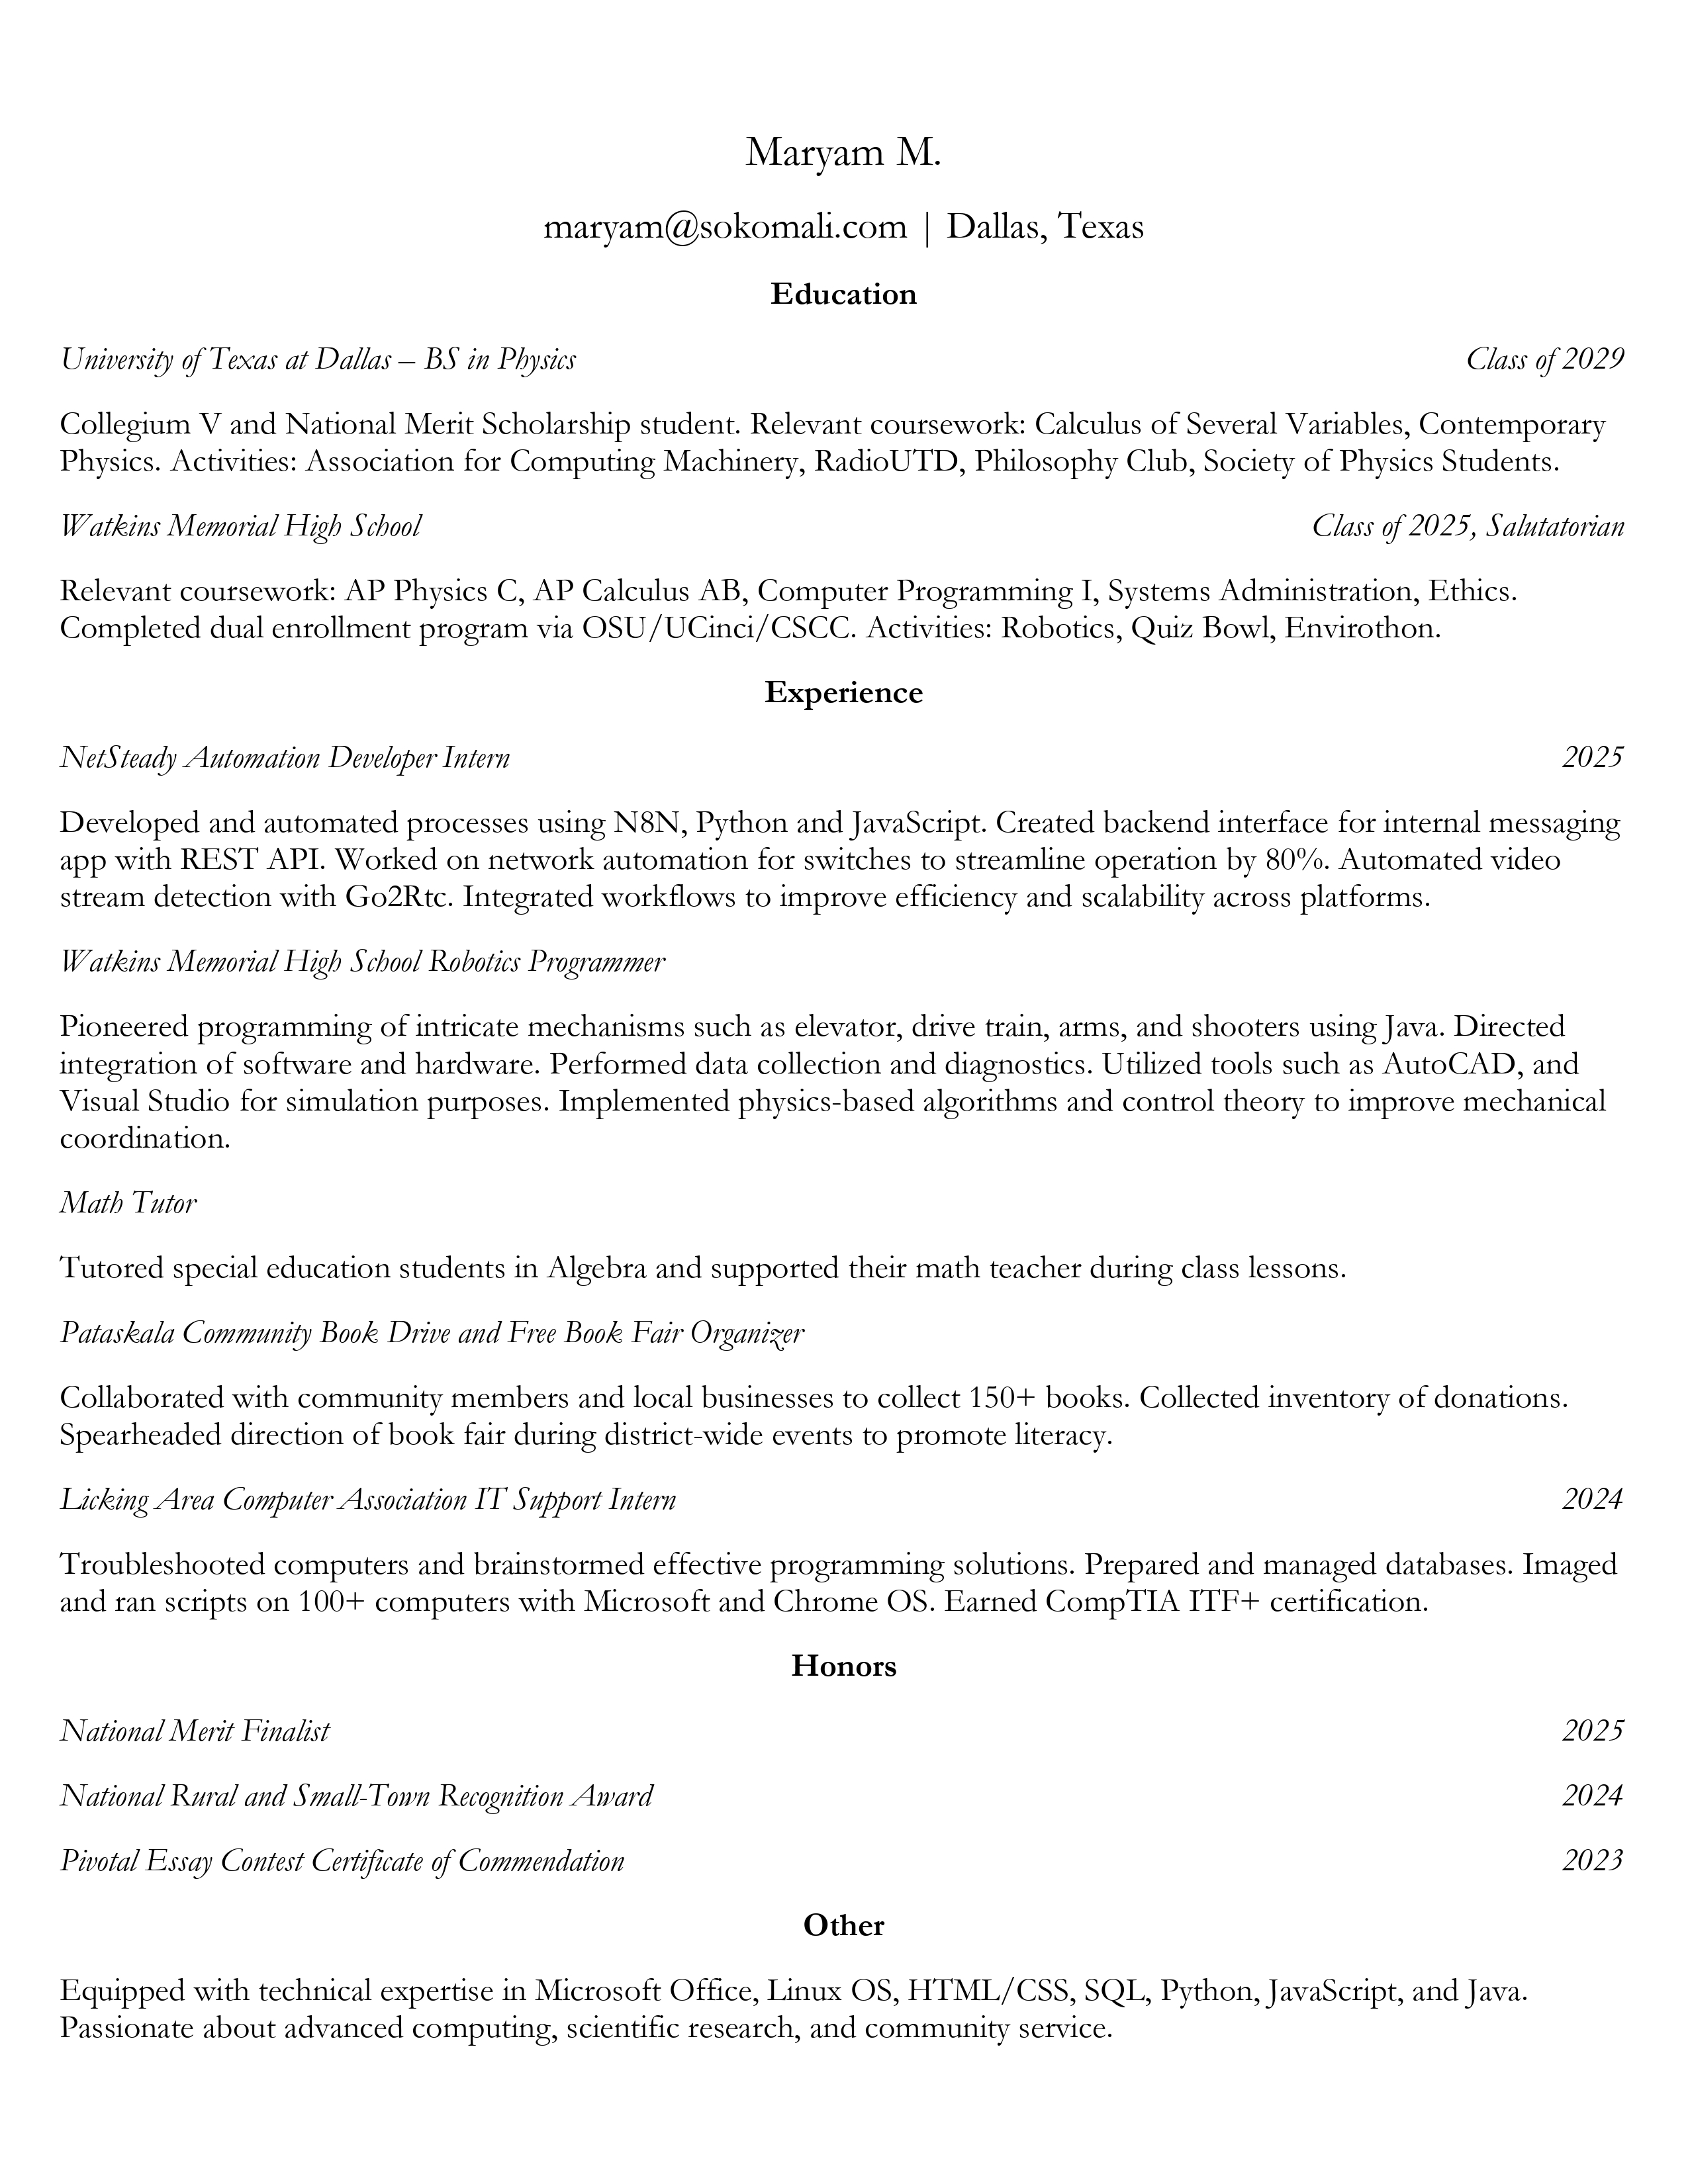 Maryam M.
maryam@sokomali.com | Dallas, Texas
Education
University of Texas at Dallas – BS in Physics Class of 2029
Collegium V and National Merit Scholarship student. Relevant coursework: Calculus of Several Variables, Contemporary
Physics. Activities: Association for Computing Machinery, RadioUTD, Philosophy Club, Society of Physics Students.
Watkins Memorial High School Class of 2025, Salutatorian
Relevant coursework: AP Physics C, AP Calculus AB, Computer Programming I, Systems Administration, Ethics.
Completed dual enrollment program via OSU/UCinci/CSCC. Activities: Robotics, Quiz Bowl, Envirothon.
Experience
NetSteady Automation Developer Intern 2025
Developed and automated processes using N8N, Python and JavaScript. Created backend interface for internal messaging
app with REST API. Worked on network automation for switches to streamline operation by 80%. Automated video
stream detection with Go2Rtc. Integrated workflows to improve efficiency and scalability across platforms.
Watkins Memorial High School Robotics Programmer
Pioneered programming of intricate mechanisms such as elevator, drive train, arms, and shooters using Java. Directed
integration of software and hardware. Performed data collection and diagnostics. Utilized tools such as AutoCAD, and
Visual Studio for simulation purposes. Implemented physics-based algorithms and control theory to improve mechanical
coordination.
Math Tutor
Tutored special education students in Algebra and supported their math teacher during class lessons.
Pataskala Community Book Drive and Free Book Fair Organizer
Collaborated with community members and local businesses to collect 150+ books. Collected inventory of donations.
Spearheaded direction of book fair during district-wide events to promote literacy.
Licking Area Computer Association IT Support Intern 2024
Troubleshooted computers and brainstormed effective programming solutions. Prepared and managed databases. Imaged
and ran scripts on 100+ computers with Microsoft and Chrome OS. Earned CompTIA ITF+ certification.
Honors
National Merit Finalist 2025
National Rural and Small-Town Recognition Award 2024
Pivotal Essay Contest Certificate of Commendation 2023
Other
Equipped with technical expertise in Microsoft Office, Linux OS, HTML/CSS, SQL, Python, JavaScript, and Java.
Passionate about advanced computing, scientific research, and community service.